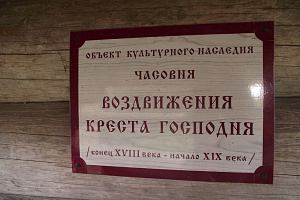 ОБЪЕКТ КУЛЬТУРНОГО НАСЛЕДИЯ
ЧАСОВНЯ
ВОЗДВИЖЕНИЯ
КРЕСТА ГОСПОДНЯ
/ КОНЕЦ XVIII ВЕКА - НАЧАЛО XIX ВЕКА /